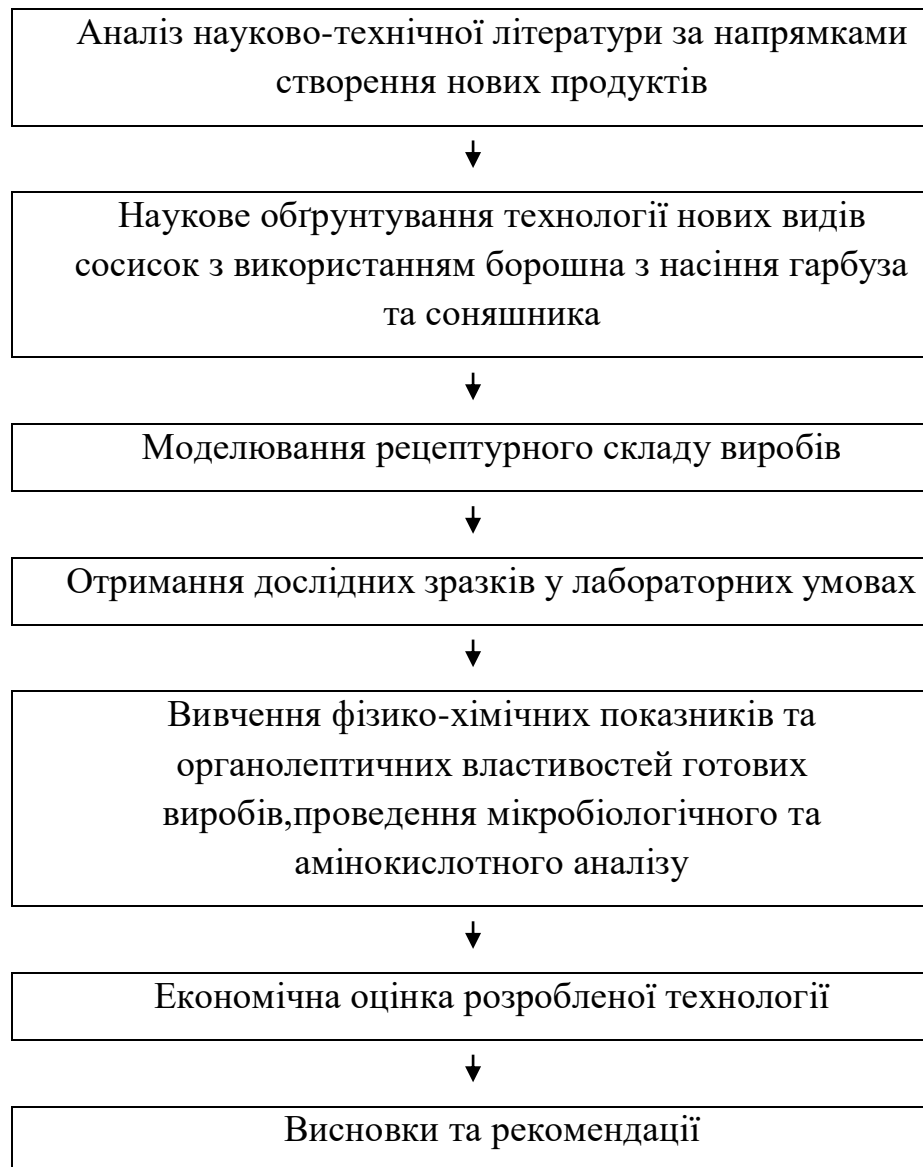 Аналіз науково-технічної літератури за напрямками
створення нових продуктів
Наукове обґрунтування технології нових видів
сосисок з використанням борошна з насіння гарбуза
та соняшника
Моделювання рецептурного складу виробів
Отримання дослідних зразків у лабораторних умовах
Вивчення фізико-хімічних показників та
органолептичних властивостей готових
виробів,проведення мікробіологічного та
амінокислотного аналізу
Економічна оцінка розробленої технології
Висновки та рекомендації